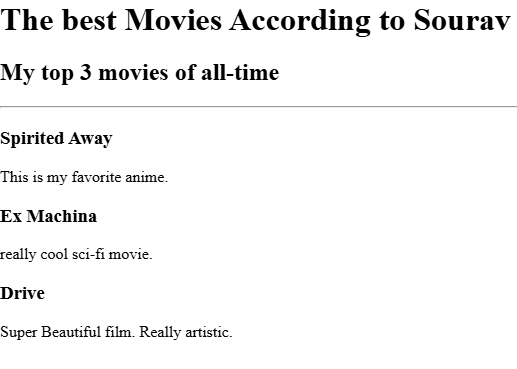 The best Movies According to Sourav
My top 3 movies of all-time
Spirited Away
This is my favorite anime.
Ex Machina
really cool sci-fi movie.
Drive
Super Beautiful film. Really artistic.